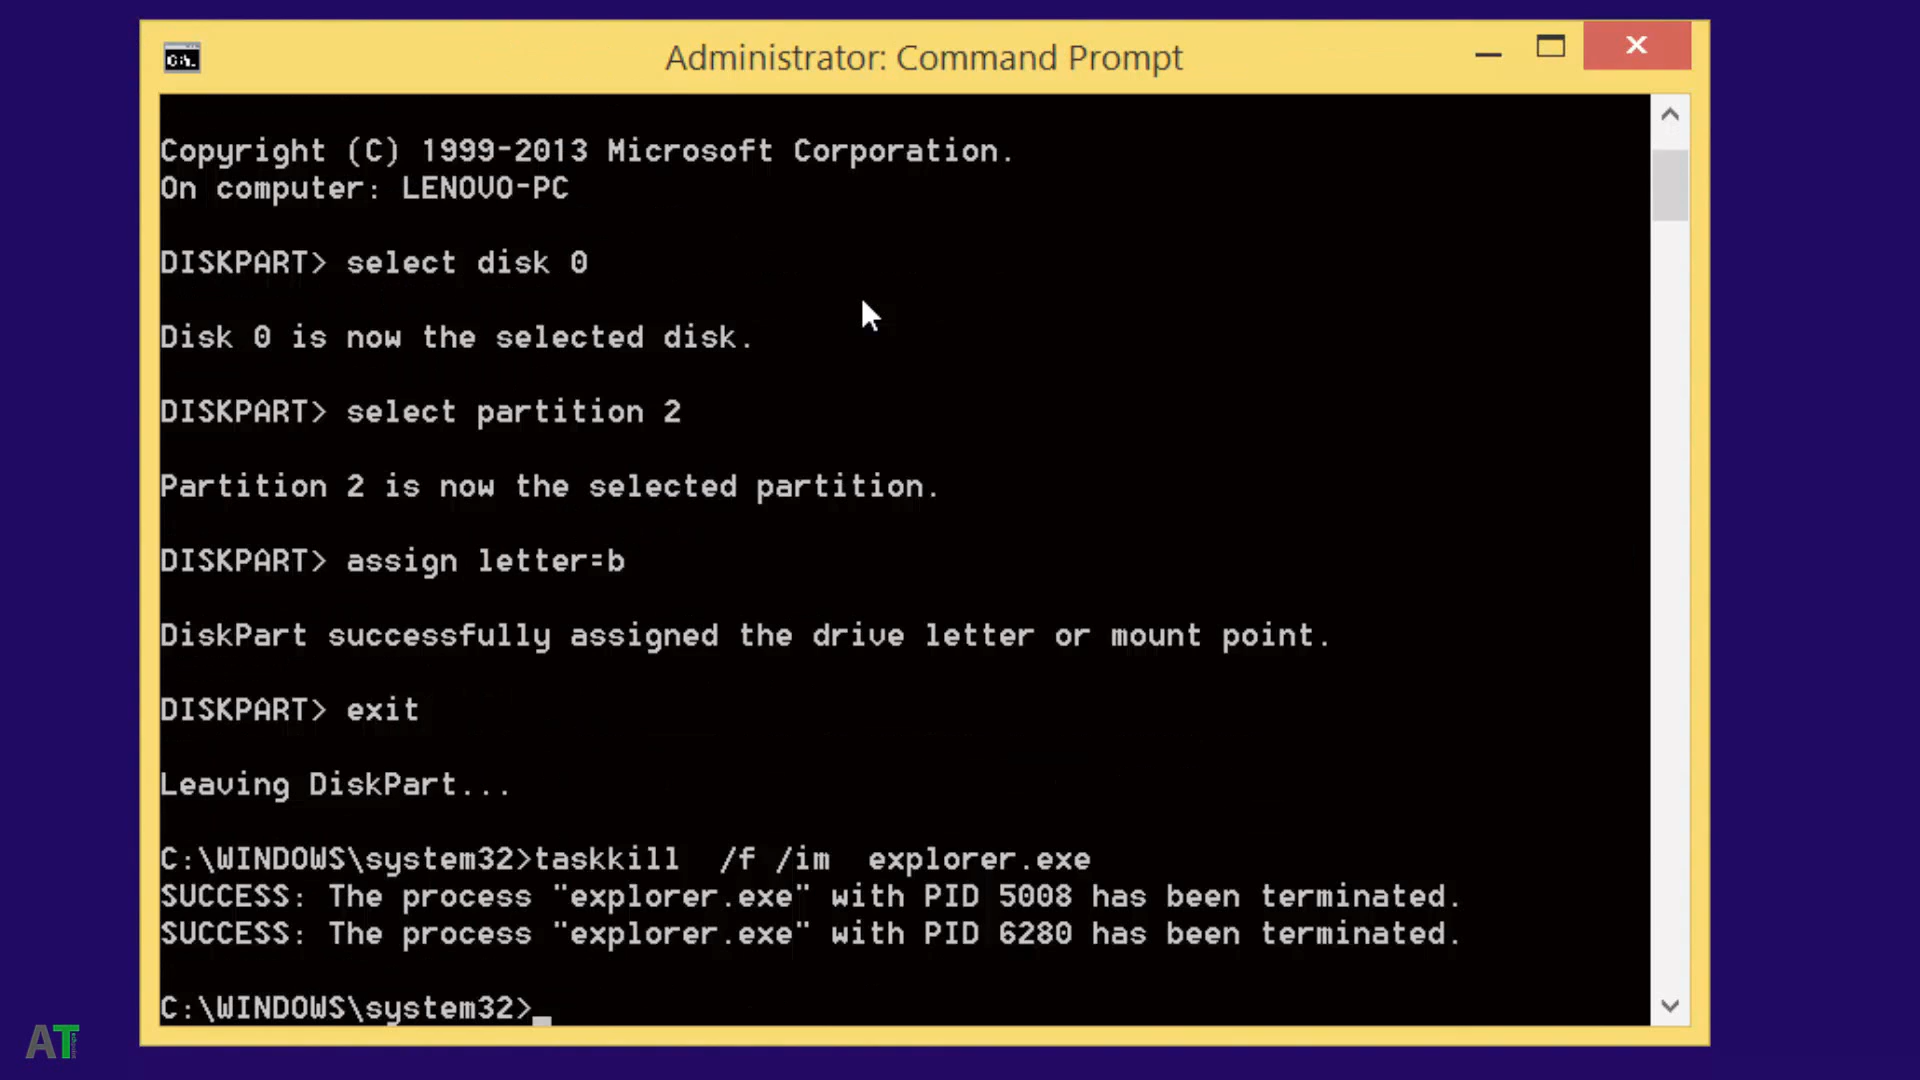 C:\.
Administrator: Command Prompt
Copyright (C) 1999-2013 Microsoft Corporation.
On computer: LENOVO-PC
DISKPART> select disk 0
Disk 0 is now the selected disk.
DISKPART> select partition 2
Partition 2 is now the selected partition.
DISKPART> assign letter=b
DiskPart successfully assigned the drive letter or mount point.
DISKPART> exit
Leaving DiskPart...
C:\WINDOWS\system32>taskkill  /f /im  explorer.exe
SUCCESS: The process "explorer.exe" with PID 5008 has been terminated.
SUCCESS: The process "explorer.exe" with PID 6280 has been terminated.
C:\WINDOWS\system32>_
AT